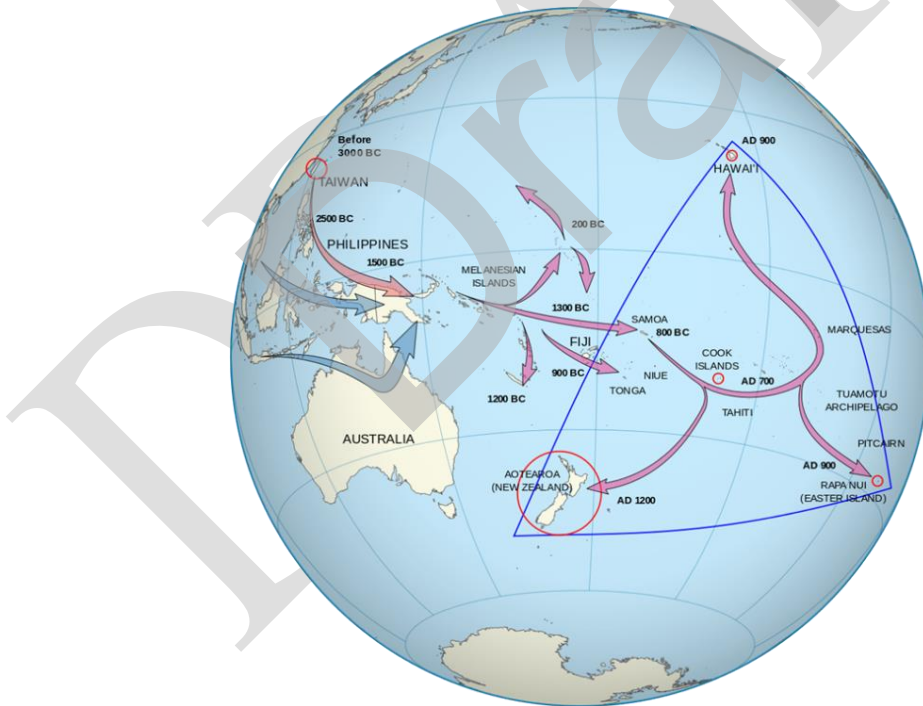 Draft
Before
3000 BC
TAIWAN
2500 BC
PHILIPPINES
1500 BC
MELANESIAN
ISLANDS
200 BC
AD 900
HAWAI'I
1300 BC
SAMOA
800 BC
FIJI
900 BC
TONGA
NIUE
1200 BC
COOK
ISLANDS
AD 700
TAHITI
MARQUESAS
TUAMOTU
ARCHIPELAGO
PITCAIRN
AD 900
RAPA NUI
(EASTER ISLAND)
AUSTRALIA
AOTEAROA
(NEW ZEALAND)
AD 1200